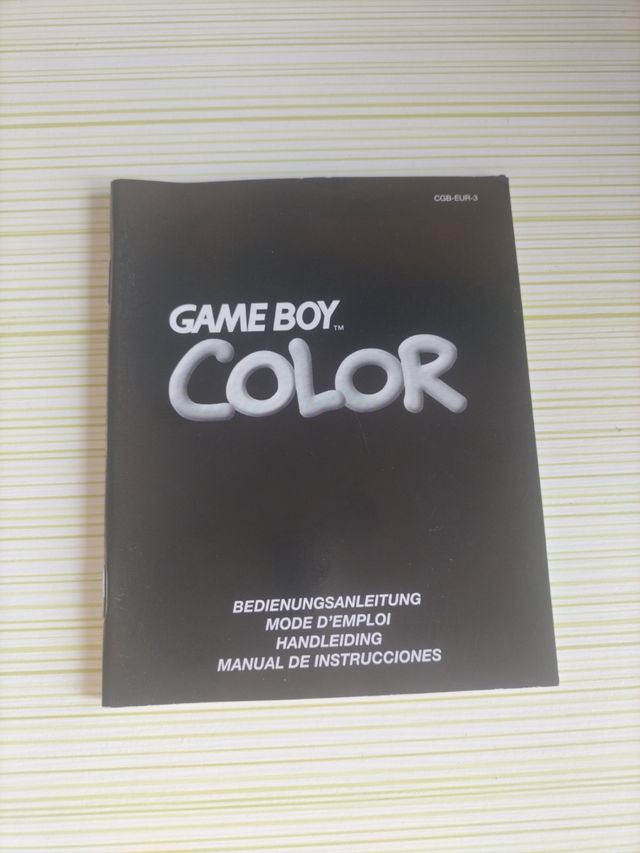 CGB-EUR-3
GAME BOY™
COLOR
BEDIENUNGSANLEITUNG
MODE D'EMPLOI
HANDLEIDING
MANUAL DE INSTRUCCIONES